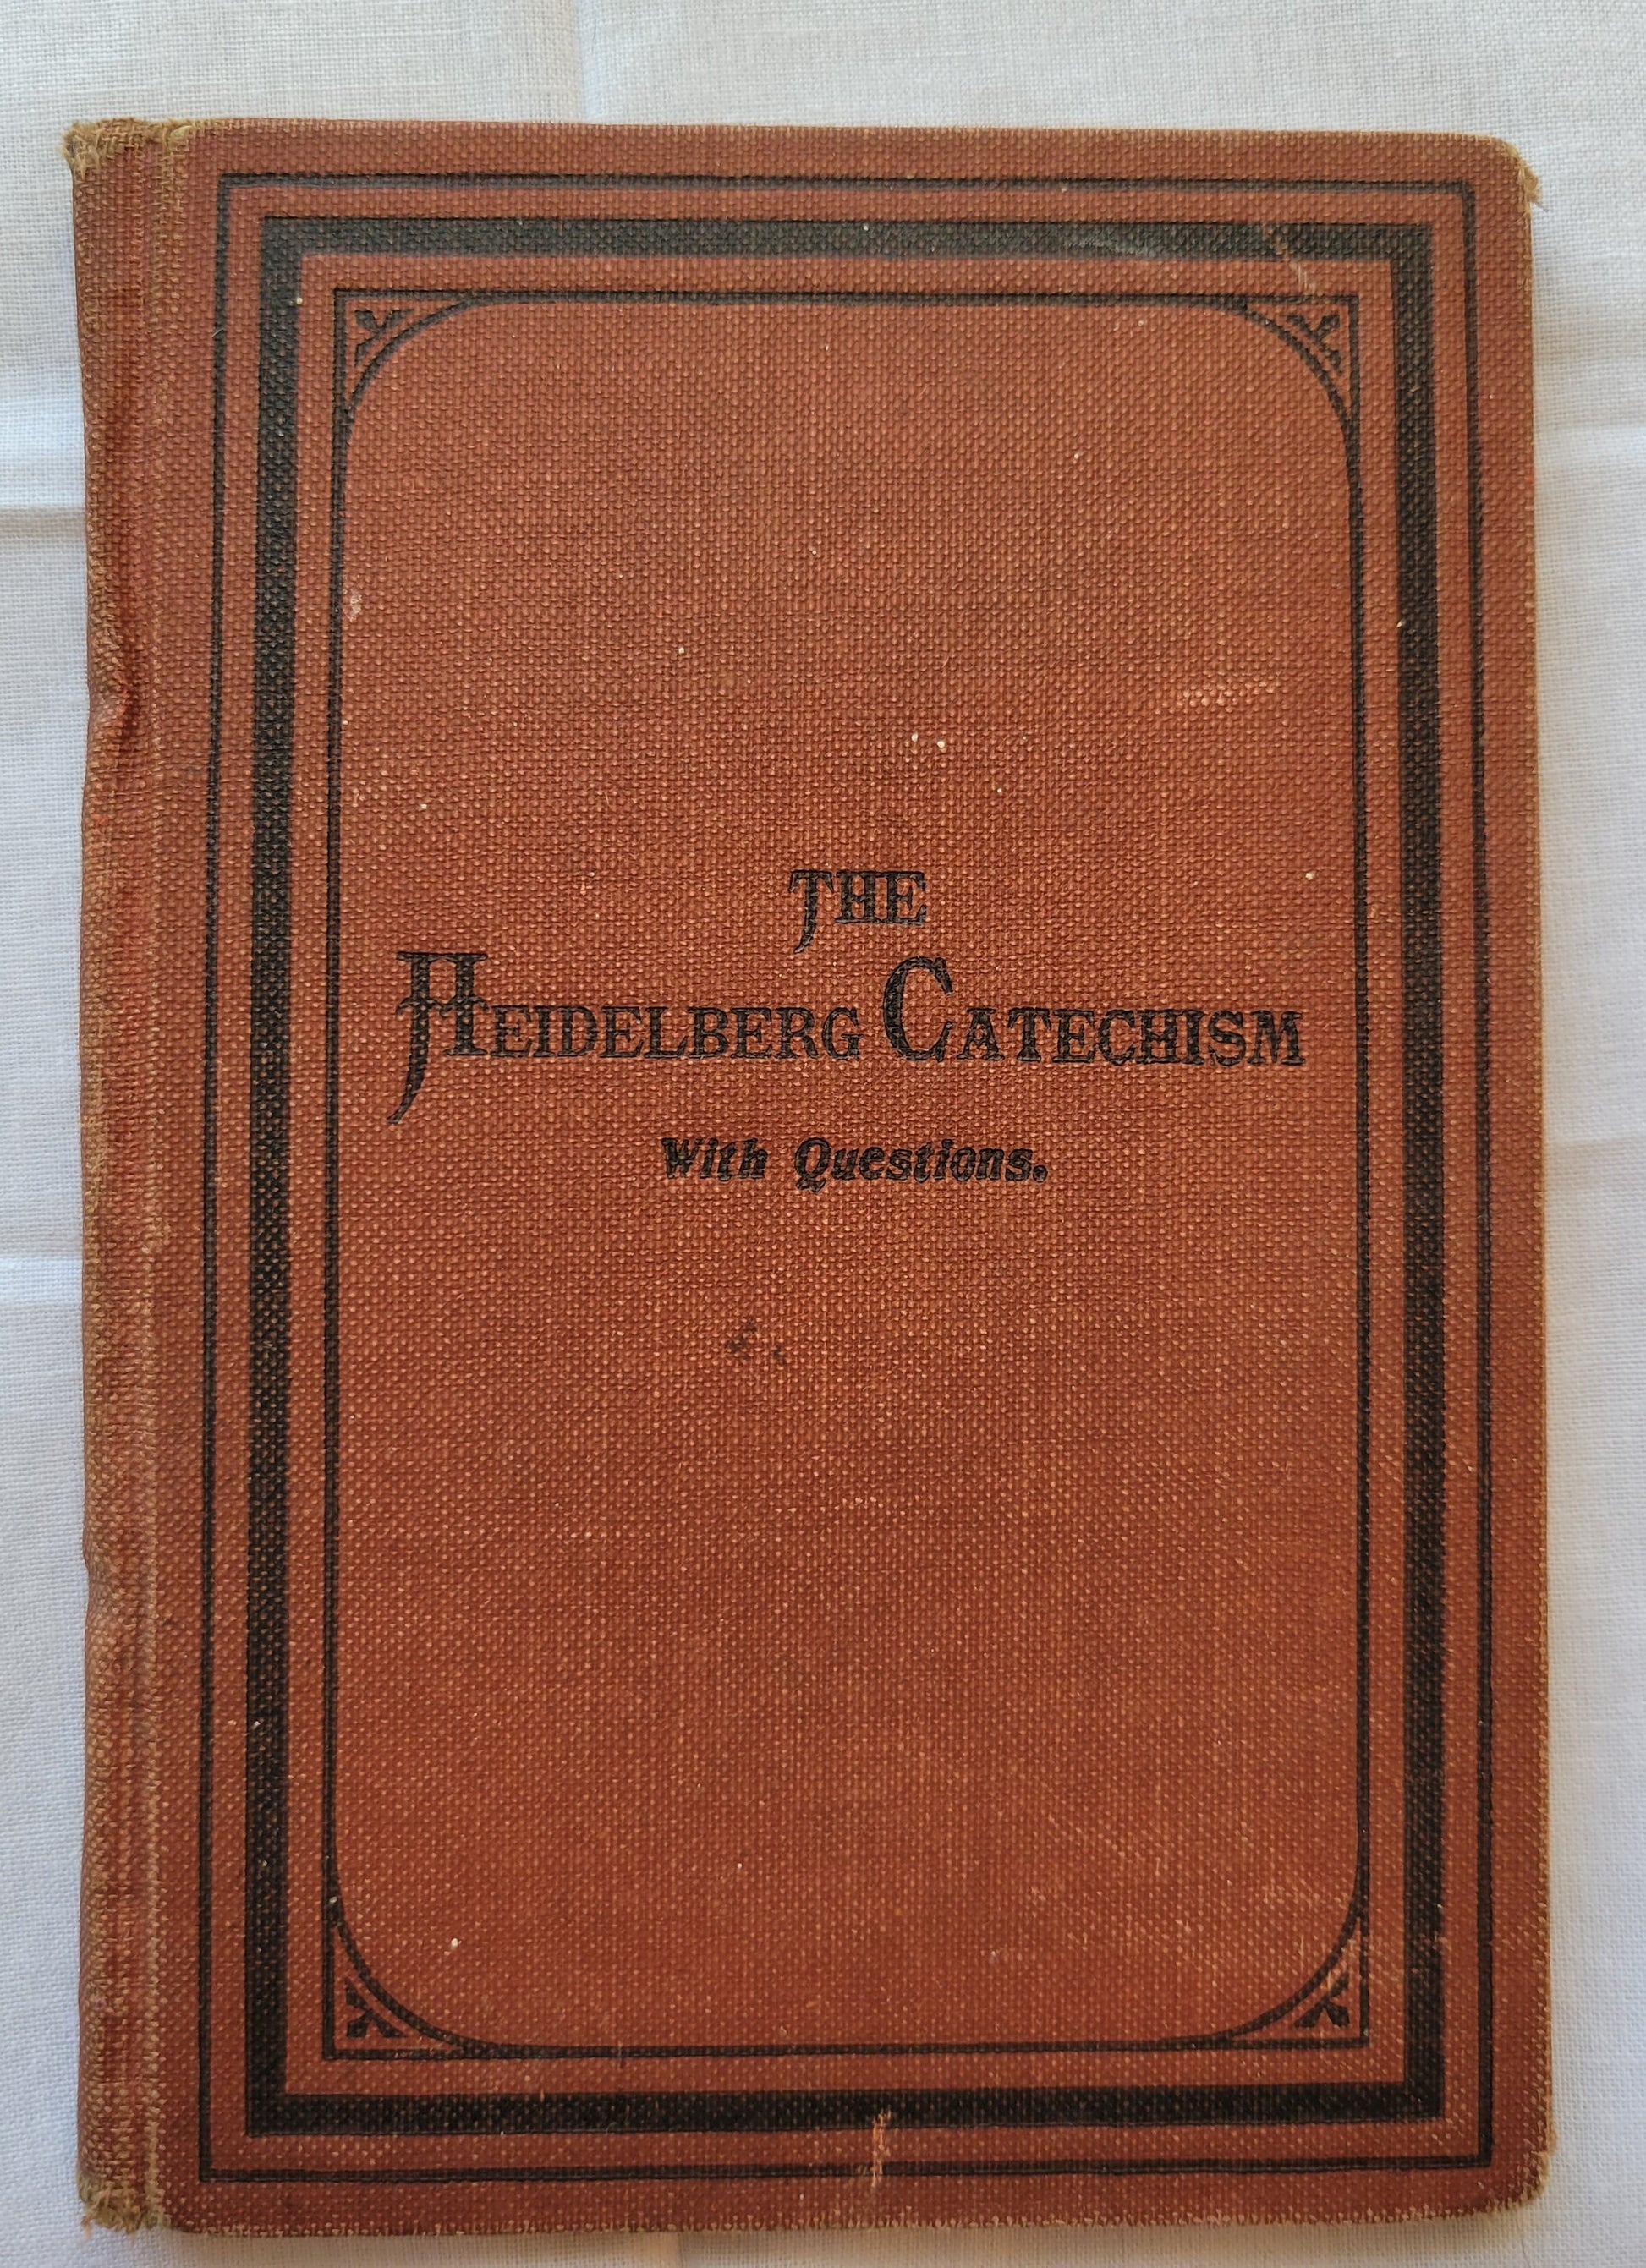 THE
HEIDELBERG CATECHISM
With Questions.